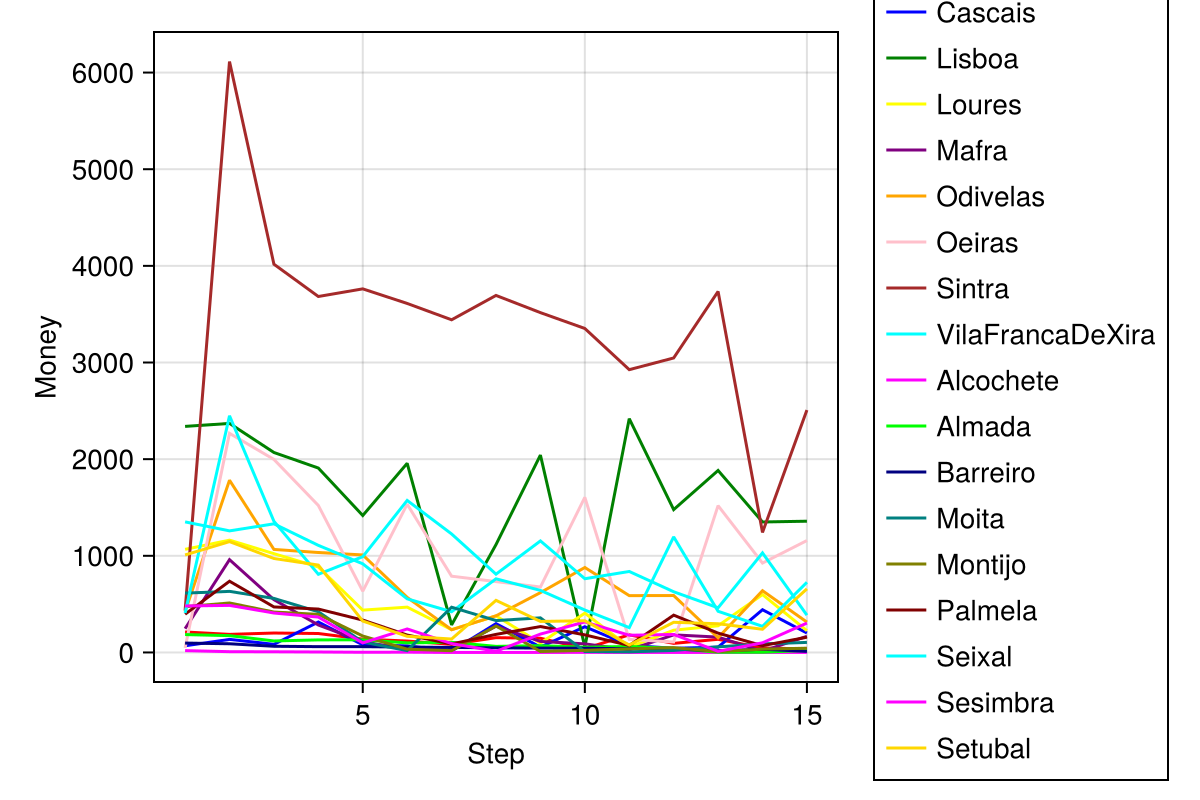 6000
5000
4000
3000
2000
1000
0
Money
5
10
15
Step
Cascais
Lisboa
Loures
Mafra
Odivelas
Oeiras
Sintra
VilaFrancaDeXira
Alcochete
Almada
Barreiro
Moita
Montijo
Palmela
Seixal
Sesimbra
Setubal